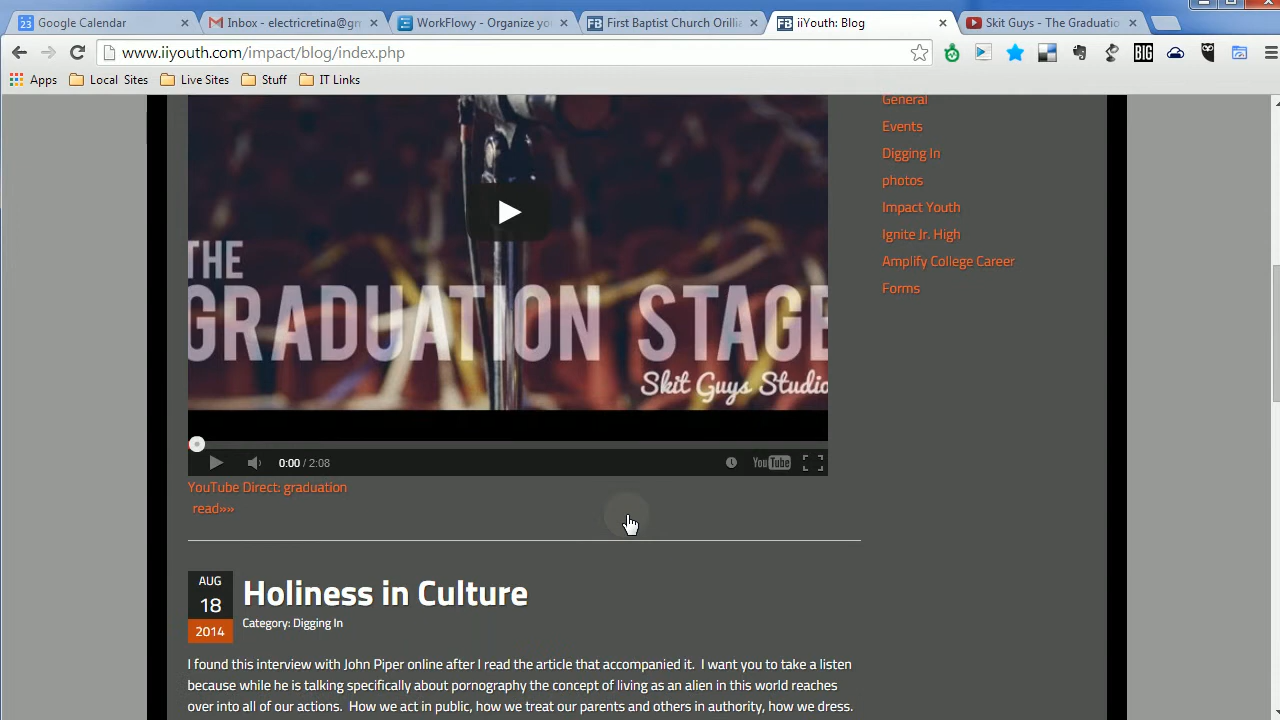 Google Calendar
Inbox - electricretina@gm
WorkFlowy - Organize yo
First Baptist Church Orilli
iiYouth: Blog
Skit Guys - The Graduatio
www.iiyouth.com/impact/blog/index.php
BIG
Apps
Local Sites
Live Sites
Stuff
IT Links
General
Events
Digging In
photos
Impact Youth
Ignite Jr. High
Amplify College Career
Forms
THE
GRADUATION STAGE
Skit Guys Studio
0:00 / 2:08
YouTube
YouTube Direct: graduation
read»»
AUG
18
2014
Holiness in Culture
Category: Digging In
I found this interview with John Piper online after I read the article that accompanied it. I want you to take a listen
because while he is talking specifically about pornography the concept of living as an alien in this world reaches
over into all of our actions. How we act in public, how we treat our parents and others in authority, how we dress.